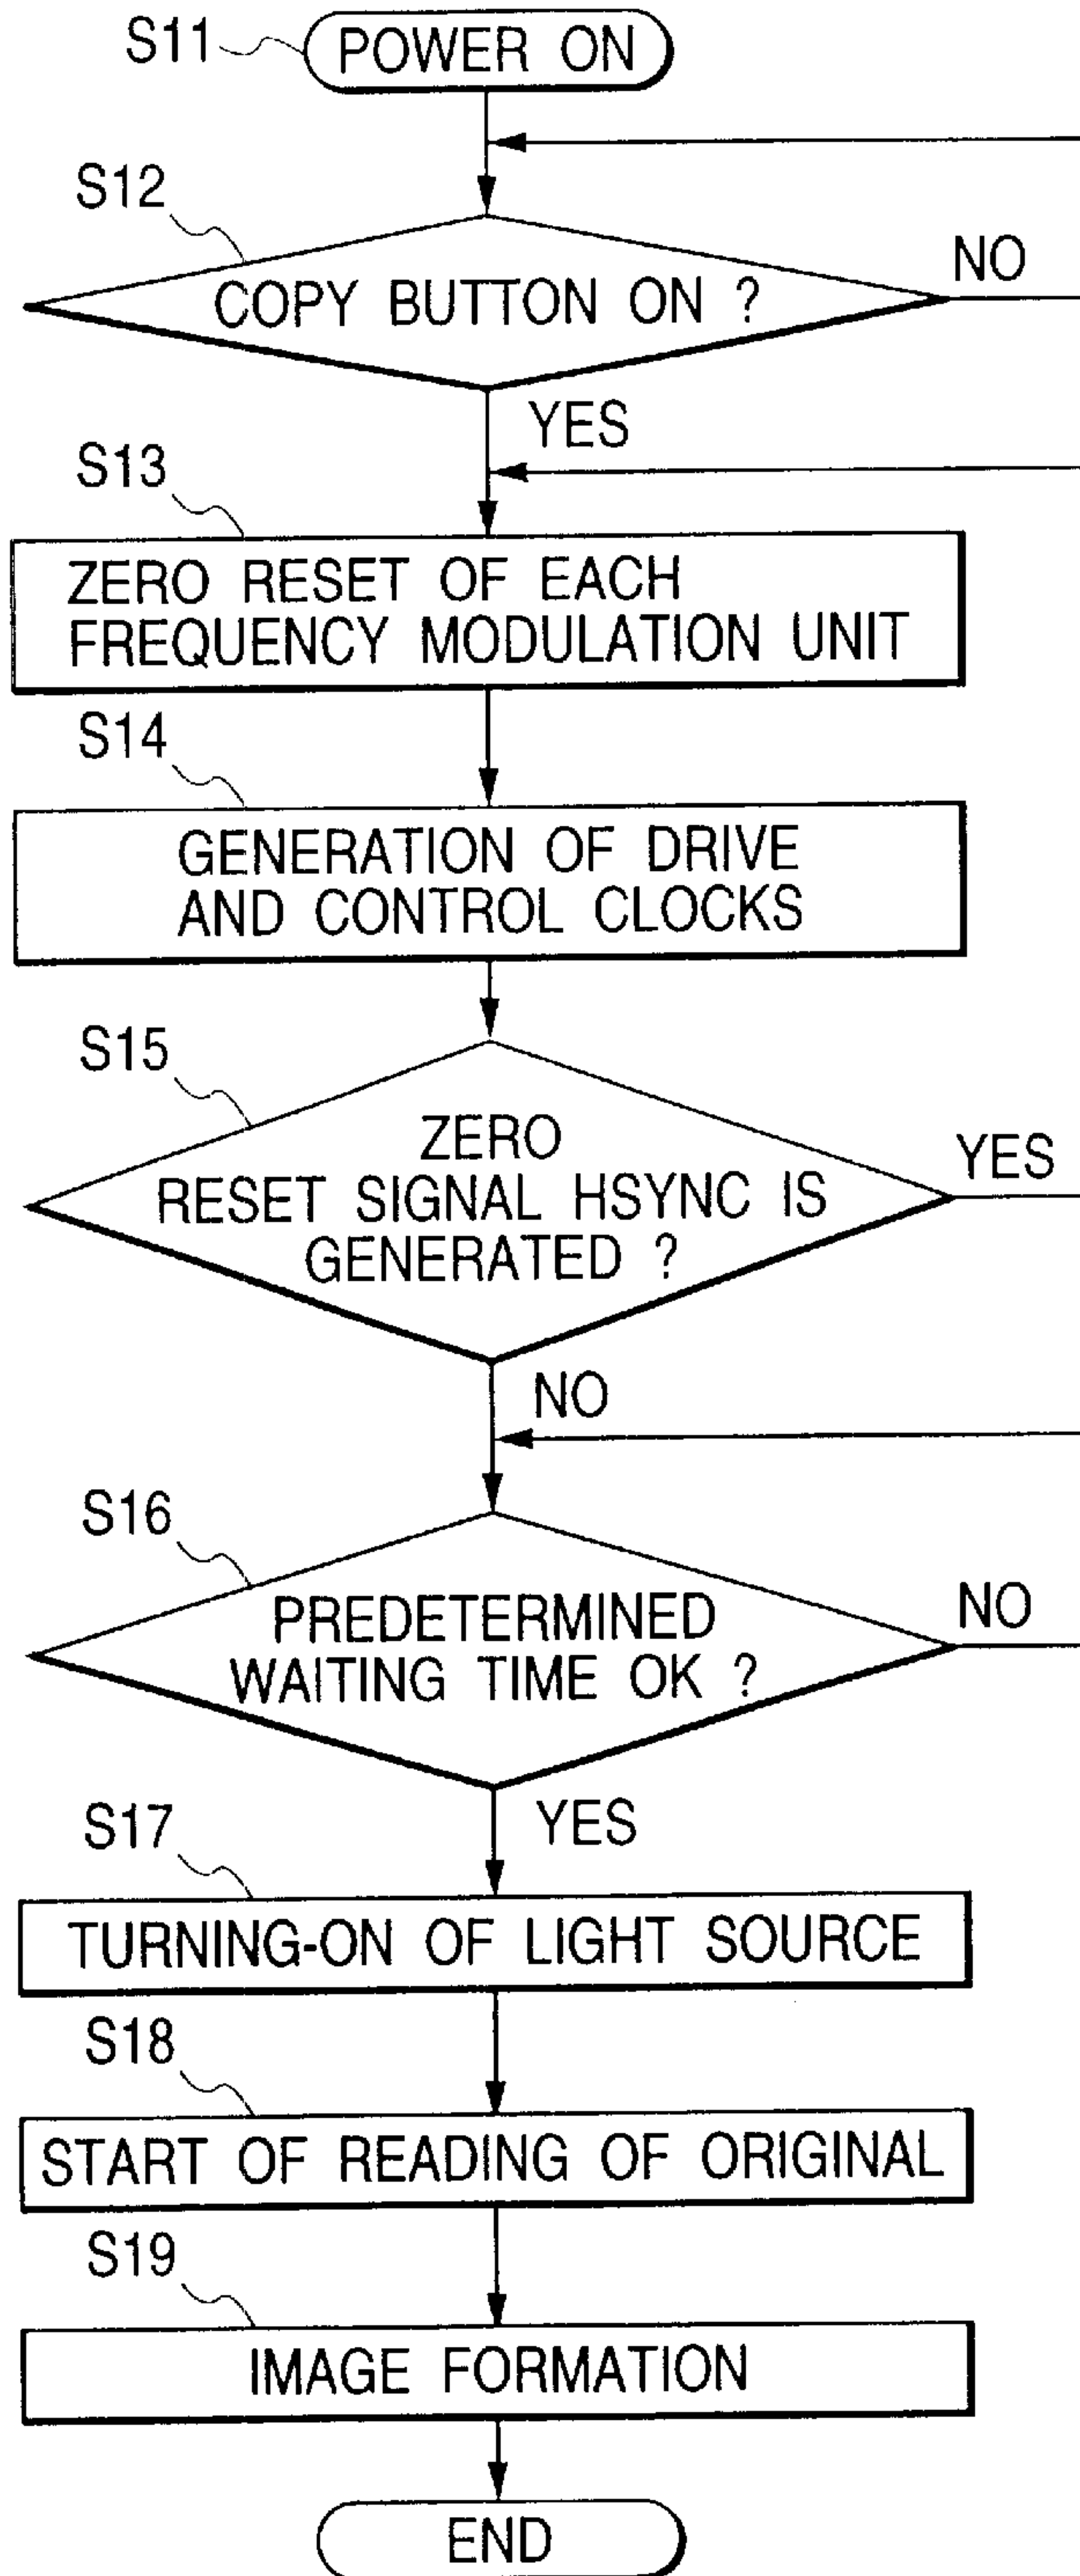 S11
POWER ON
S12
COPY BUTTON ON ?
NO
YES
S13
ZERO RESET OF EACH
FREQUENCY MODULATION UNIT
S14
GENERATION OF DRIVE
AND CONTROL CLOCKS
S15
ZERO
RESET SIGNAL HSYNC IS
GENERATED ?
YES
NO
S16
PREDETERMINED
WAITING TIME OK ?
NO
YES
S17
TURNING-ON OF LIGHT SOURCE
S18
START OF READING OF ORIGINAL
S19
IMAGE FORMATION
END